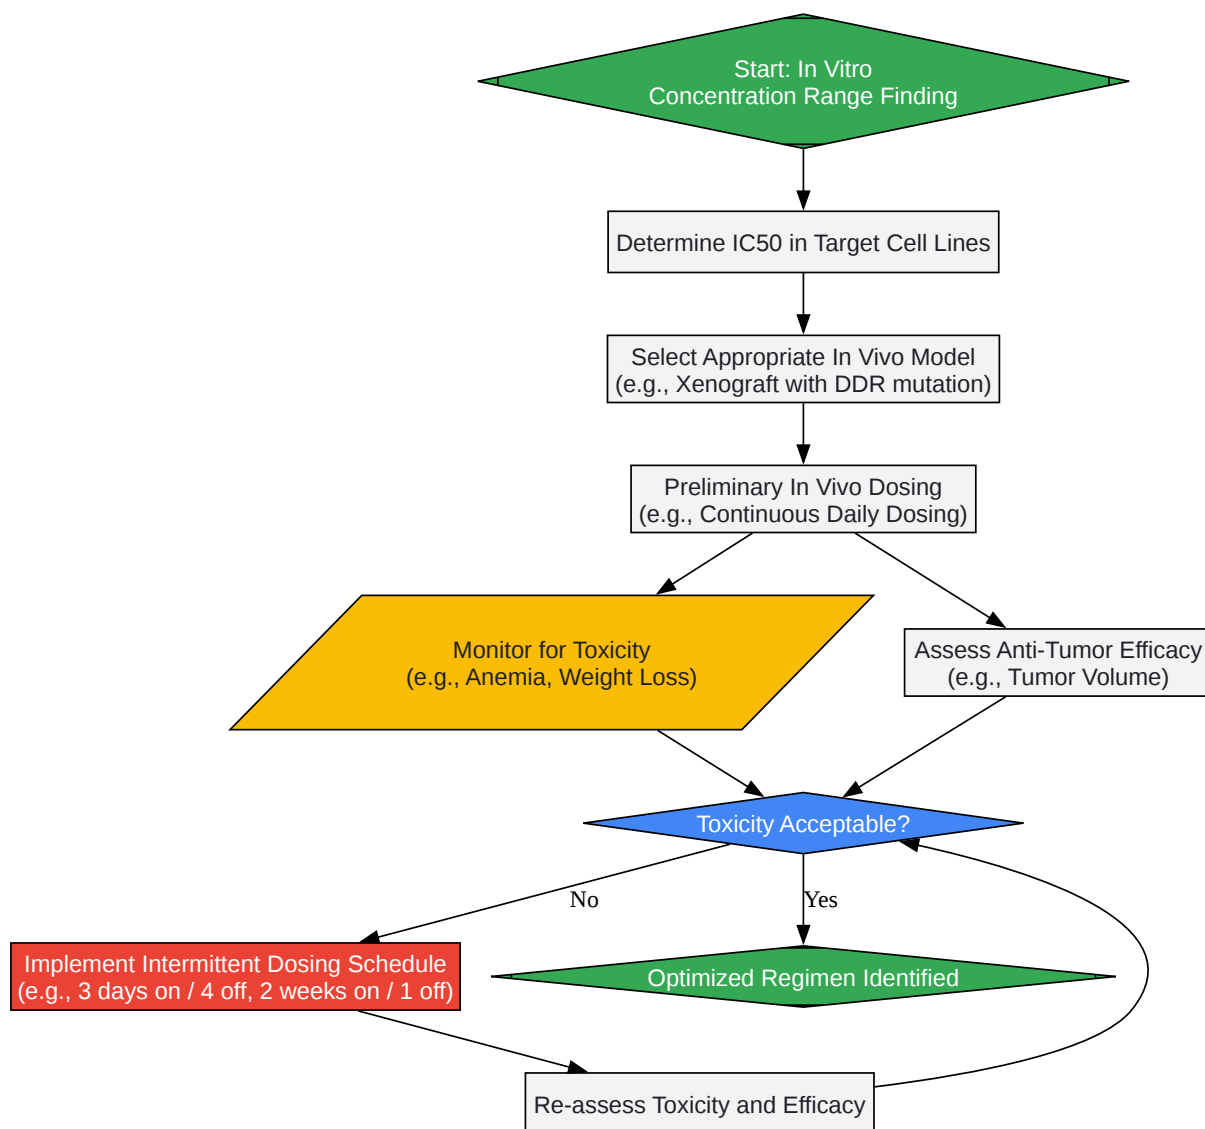 Start: In Vitro
Concentration Range Finding
Determine IC50 in Target Cell Lines
Select Appropriate In Vivo Model
(e.g., Xenograft with DDR mutation)
Preliminary In Vivo Dosing
(e.g., Continuous Daily Dosing)
Monitor for Toxicity
(e.g., Anemia, Weight Loss)
Assess Anti-Tumor Efficacy
(e.g., Tumor Volume)
Toxicity Acceptable?
No
Yes
Implement Intermittent Dosing Schedule
(e.g., 3 days on / 4 off, 2 weeks on / 1 off)
Optimized Regimen Identified
Re-assess Toxicity and Efficacy